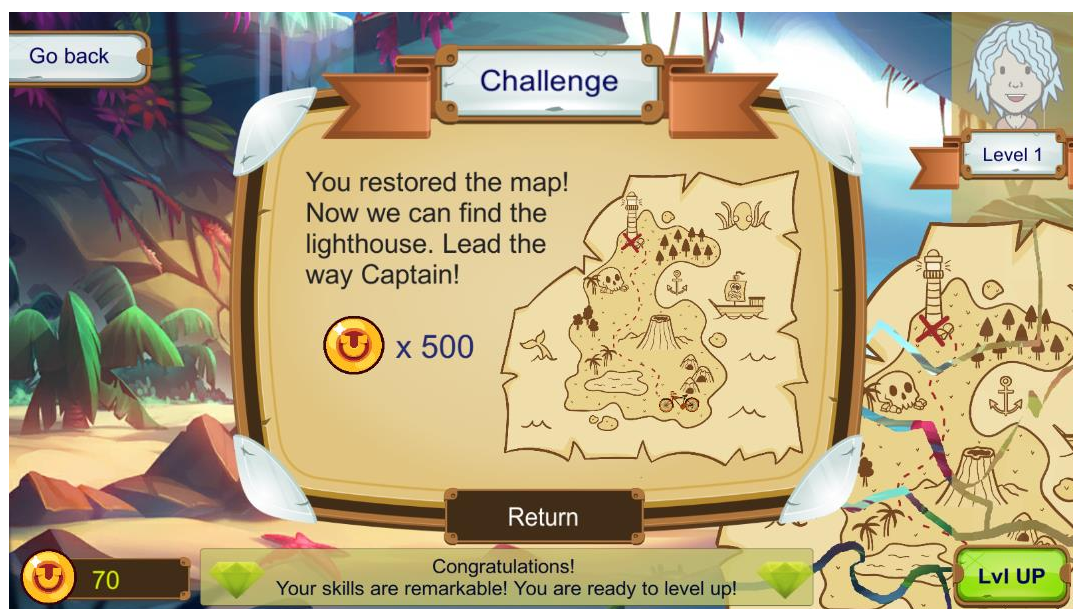 Go back
Challenge
Level 1
You restored the map!
Now we can find the
lighthouse. Lead the
way Captain!
x 500
Return
70
Congratulations!
Your skills are remarkable! You are ready to level up!
Lvl UP